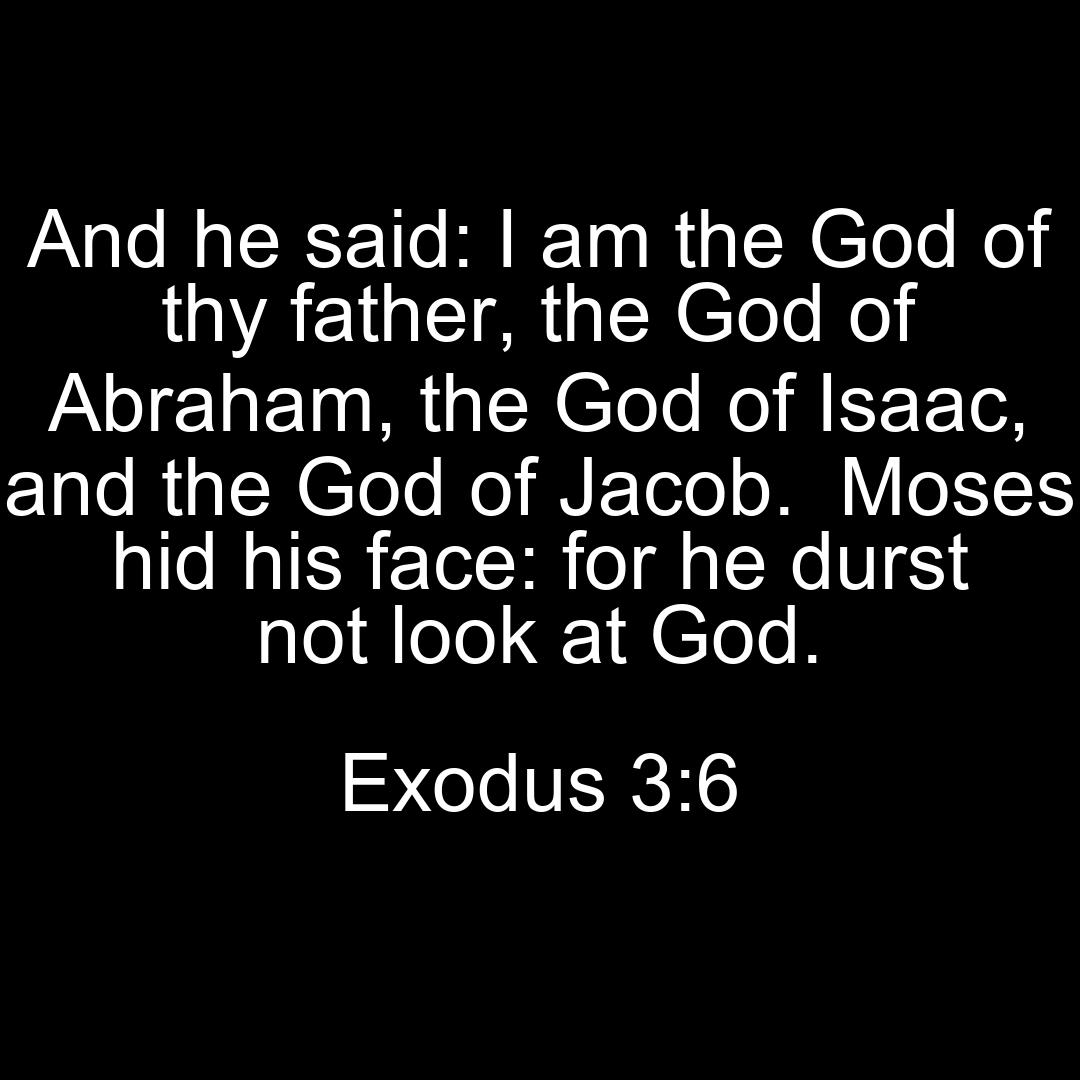 And he said: I am the God of
thy father, the God of
Abraham, the God of Isaac,
and the God of Jacob.  Moses
hid his face: for he durst
not look at God.
Exodus 3:6